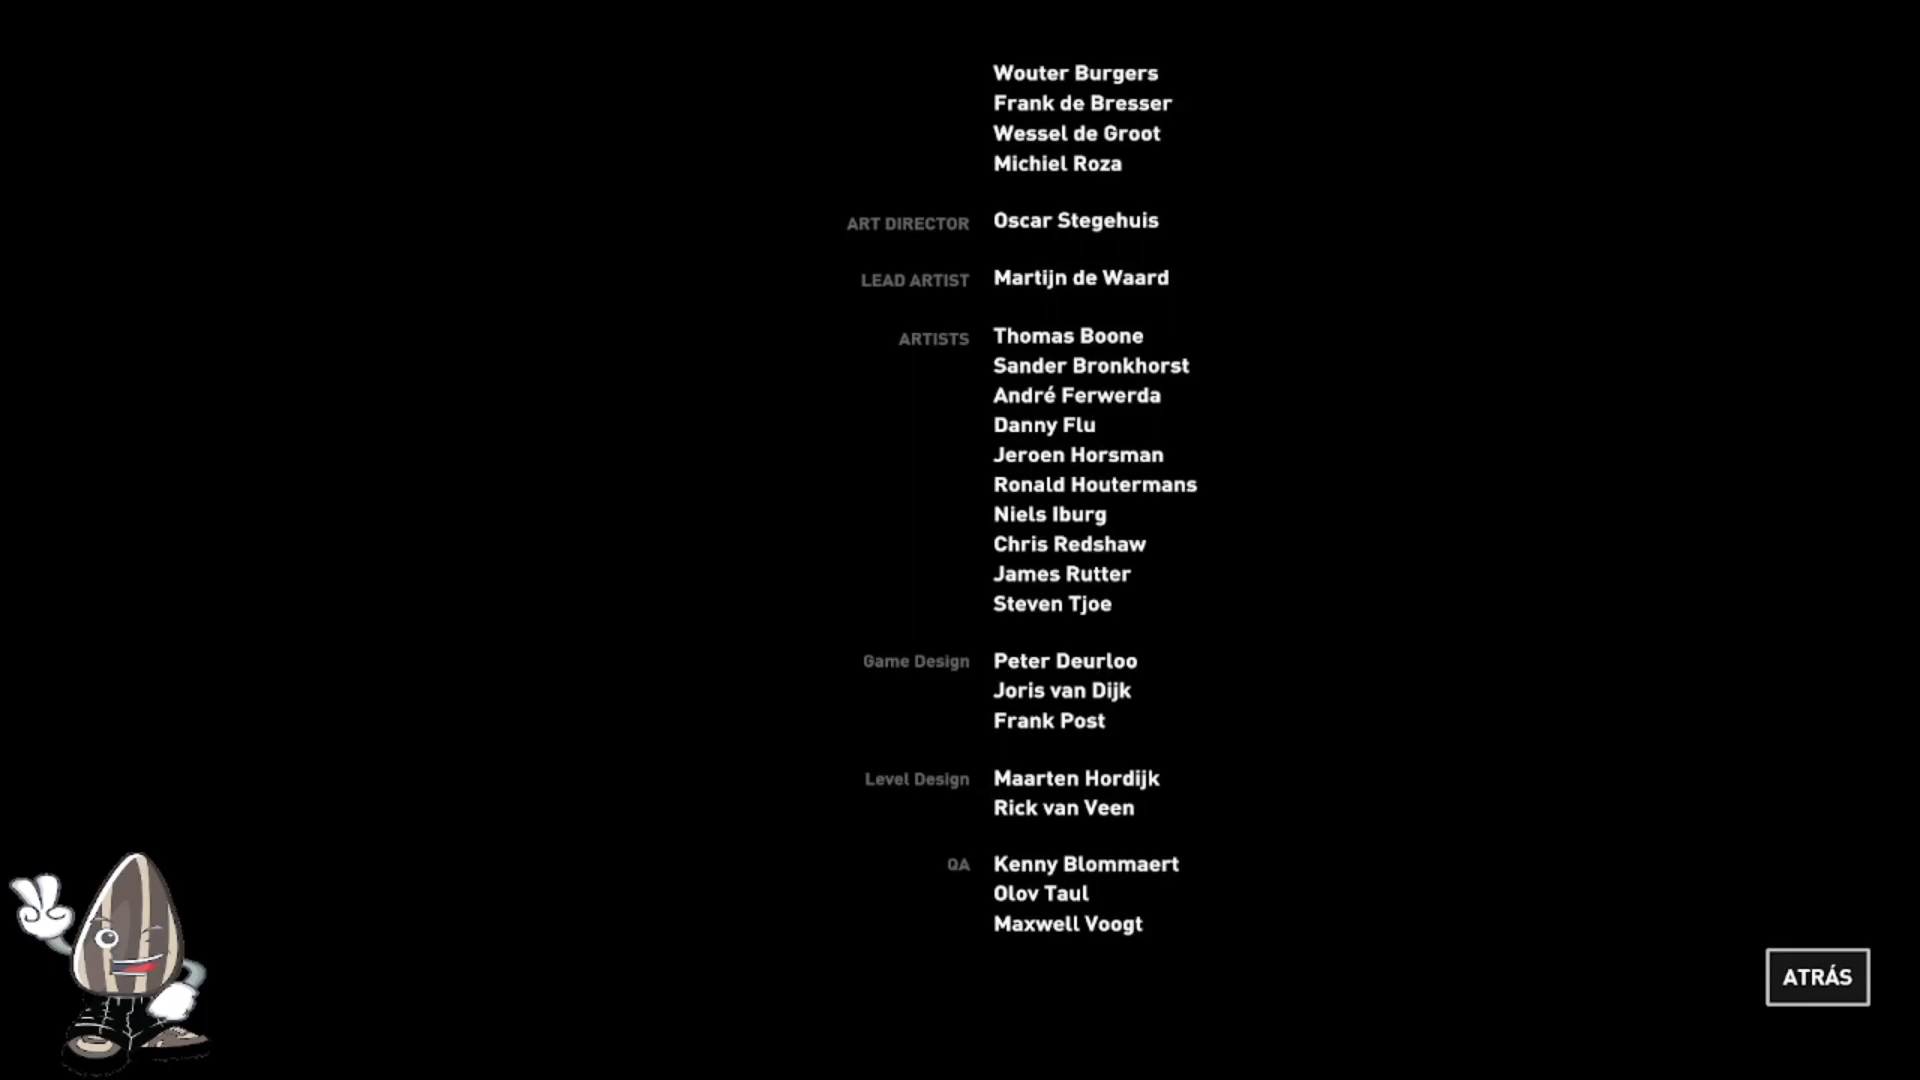 Wouter Burgers
Frank de Bresser
Wessel de Groot
Michiel Roza
ART DIRECTOR Oscar Stegehuis
LEAD ARTIST Martijn de Waard
ARTISTS Thomas Boone
Sander Bronkhorst
André Ferwerda
Danny Flu
Jeroen Horsman
Ronald Houtermans
Niels Iburg
Chris Redshaw
James Rutter
Steven Tjoe
Game Design Peter Deurloo
Joris van Dijk
Frank Post
Level Design Maarten Hordijk
Rick van Veen
QA Kenny Blommaert
Olov Taul
Maxwell Voogt
ATRÁS